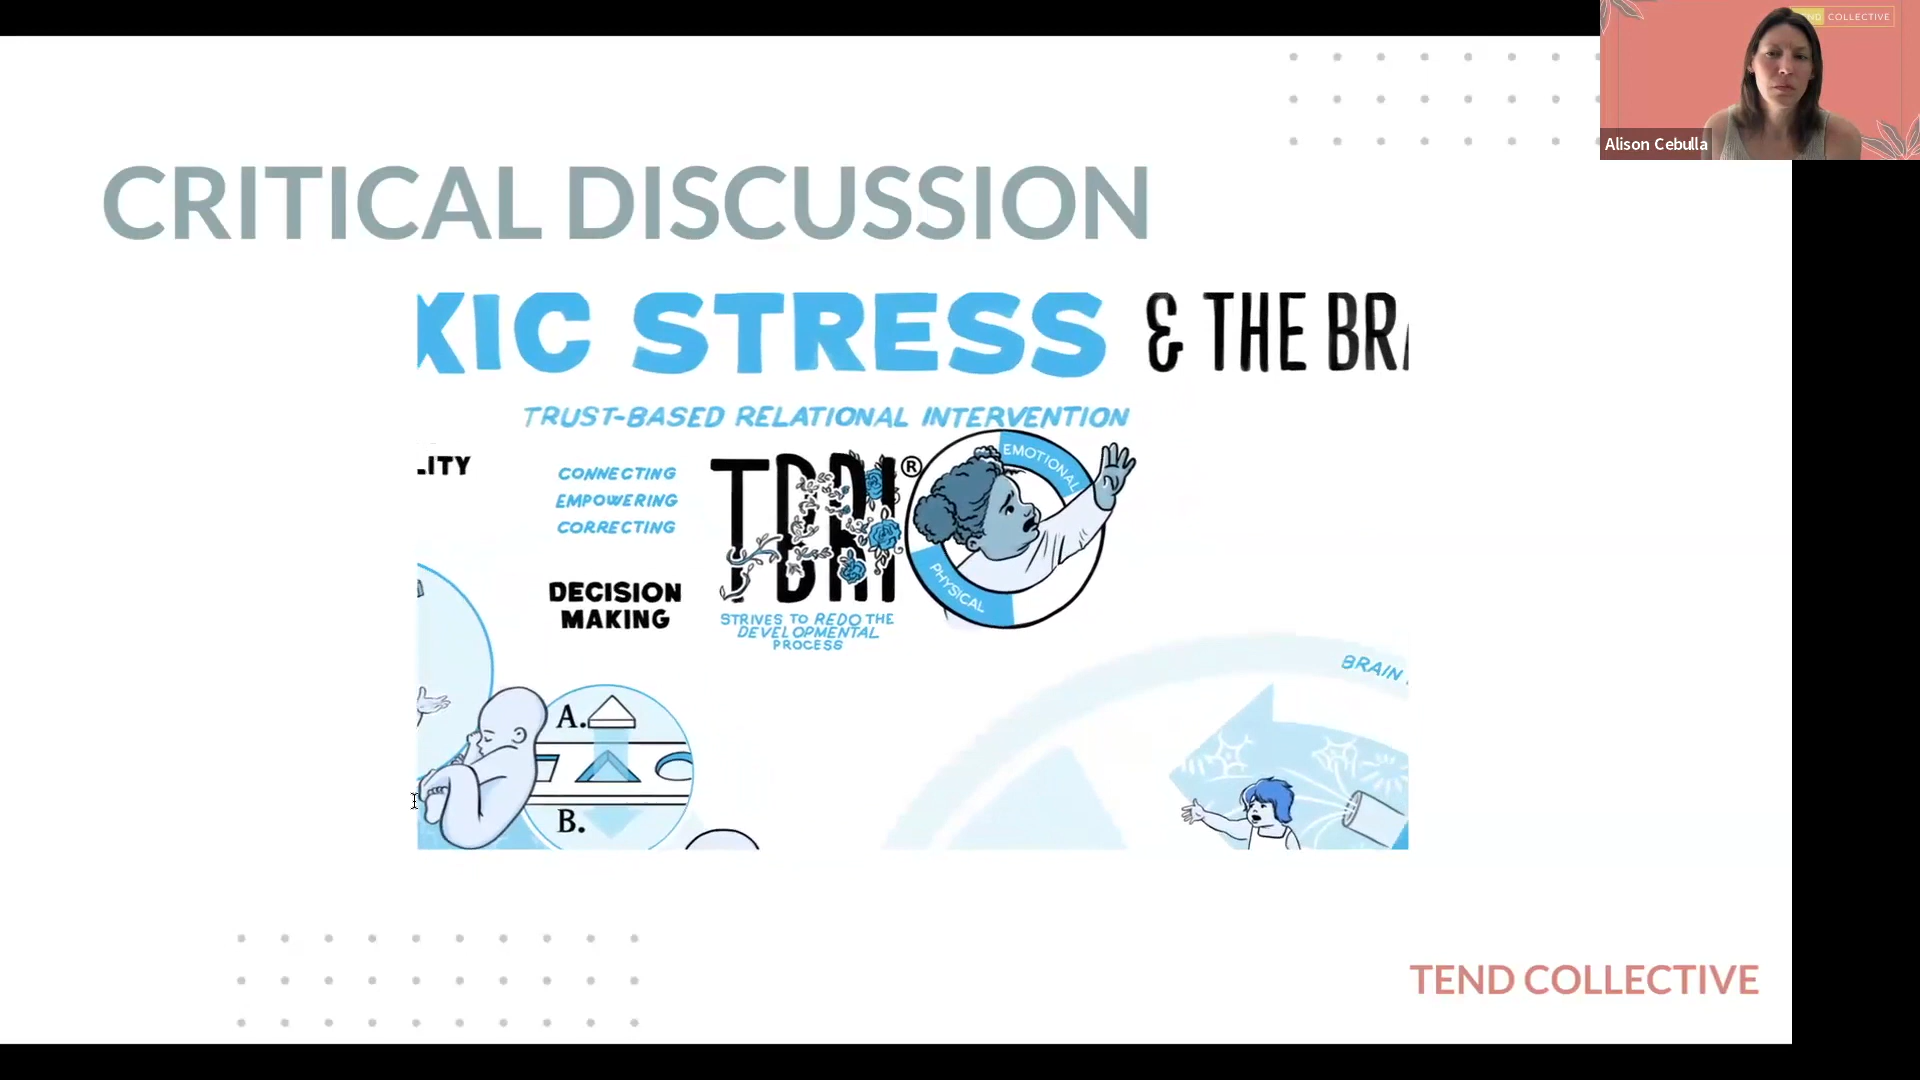 COLLECTIVE
Alison Cebulla
CRITICAL DISCUSSION
XIC STRESS & THE BRA
TRUST-BASED RELATIONAL INTERVENTION
LITY
CONNECTING
EMPOWERING
CORRECTING
TBRI®
EMOTIONAL
PHYSICAL
DECISION
MAKING
STRIVES TO REDO THE
DEVELOPMENTAL
PROCESS
BRAIN
A.
B.
TEND COLLECTIVE